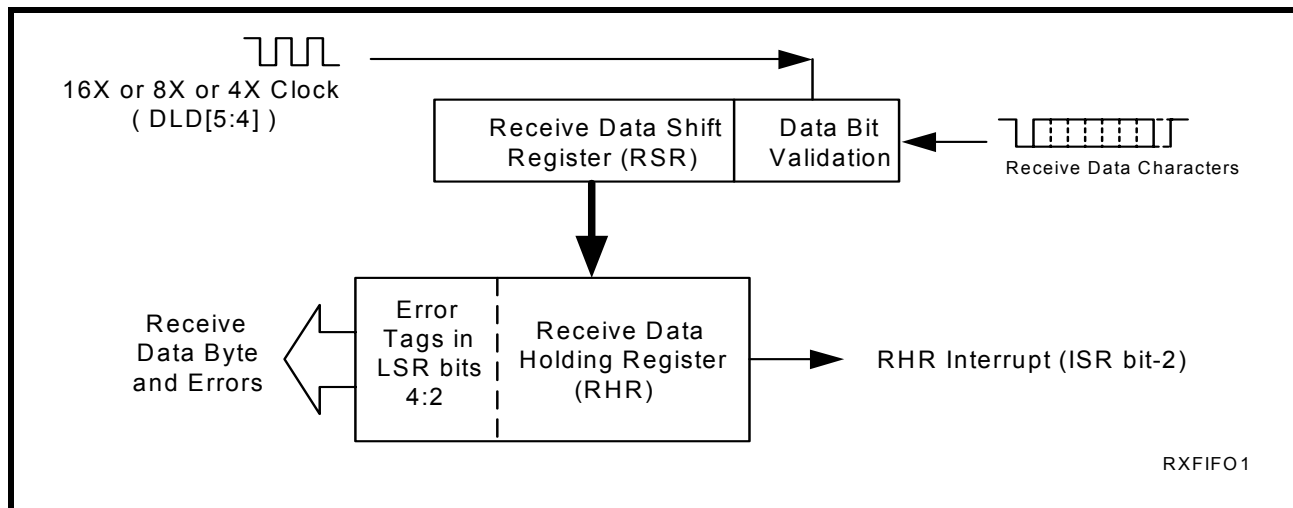 16X or 8X or 4X Clock
( DLD[5:4] )
Receive Data Shift
Register (RSR)
Data Bit
Validation
Receive Data Characters
Receive
Data Byte
and Errors
Error
Tags in
LSR bits
4:2
Receive Data
Holding Register
(RHR)
RHR Interrupt (ISR bit-2)
RXFIFO1